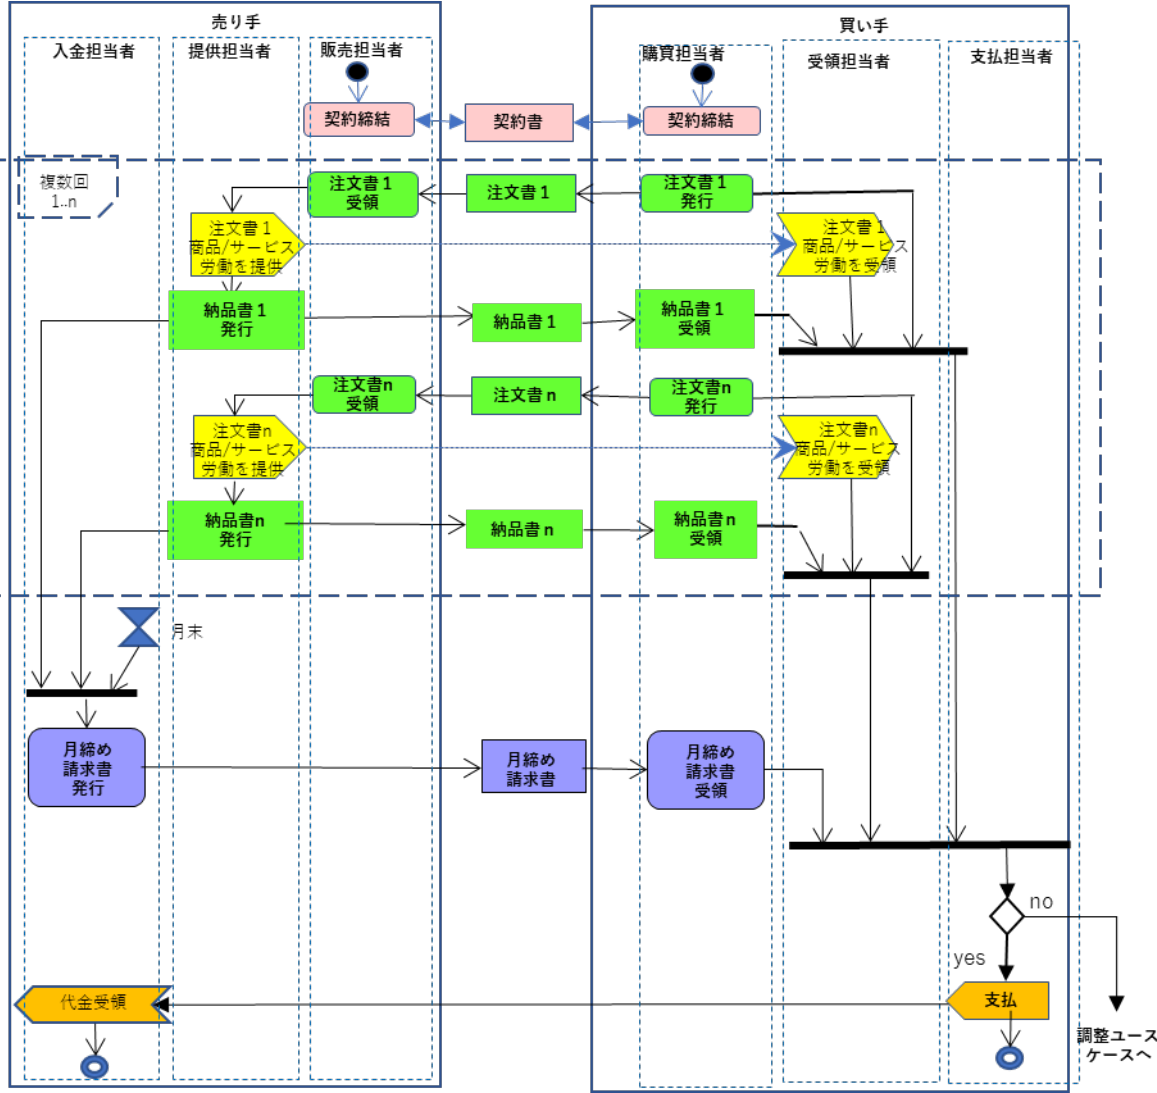 売り手
買い手
入金担当者
提供担当者
販売担当者
購買担当者
受領担当者
支払担当者
契約締結
契約書
契約締結
複数回
1..n
注文書1
受領
注文書1
注文書1
発行
注文書1
商品/サービス
労働を提供
注文書1
商品/サービス
労働を受領
納品書1
発行
納品書1
納品書1
受領
注文書n
受領
注文書n
注文書n
発行
注文書n
商品/サービス
労働を提供
注文書n
商品/サービス
労働を受領
納品書n
発行
納品書n
納品書n
受領
月末
月締め
請求書
発行
月締め
請求書
月締め
請求書
受領
no
yes
代金受領
支払
調整ユース
ケースへ